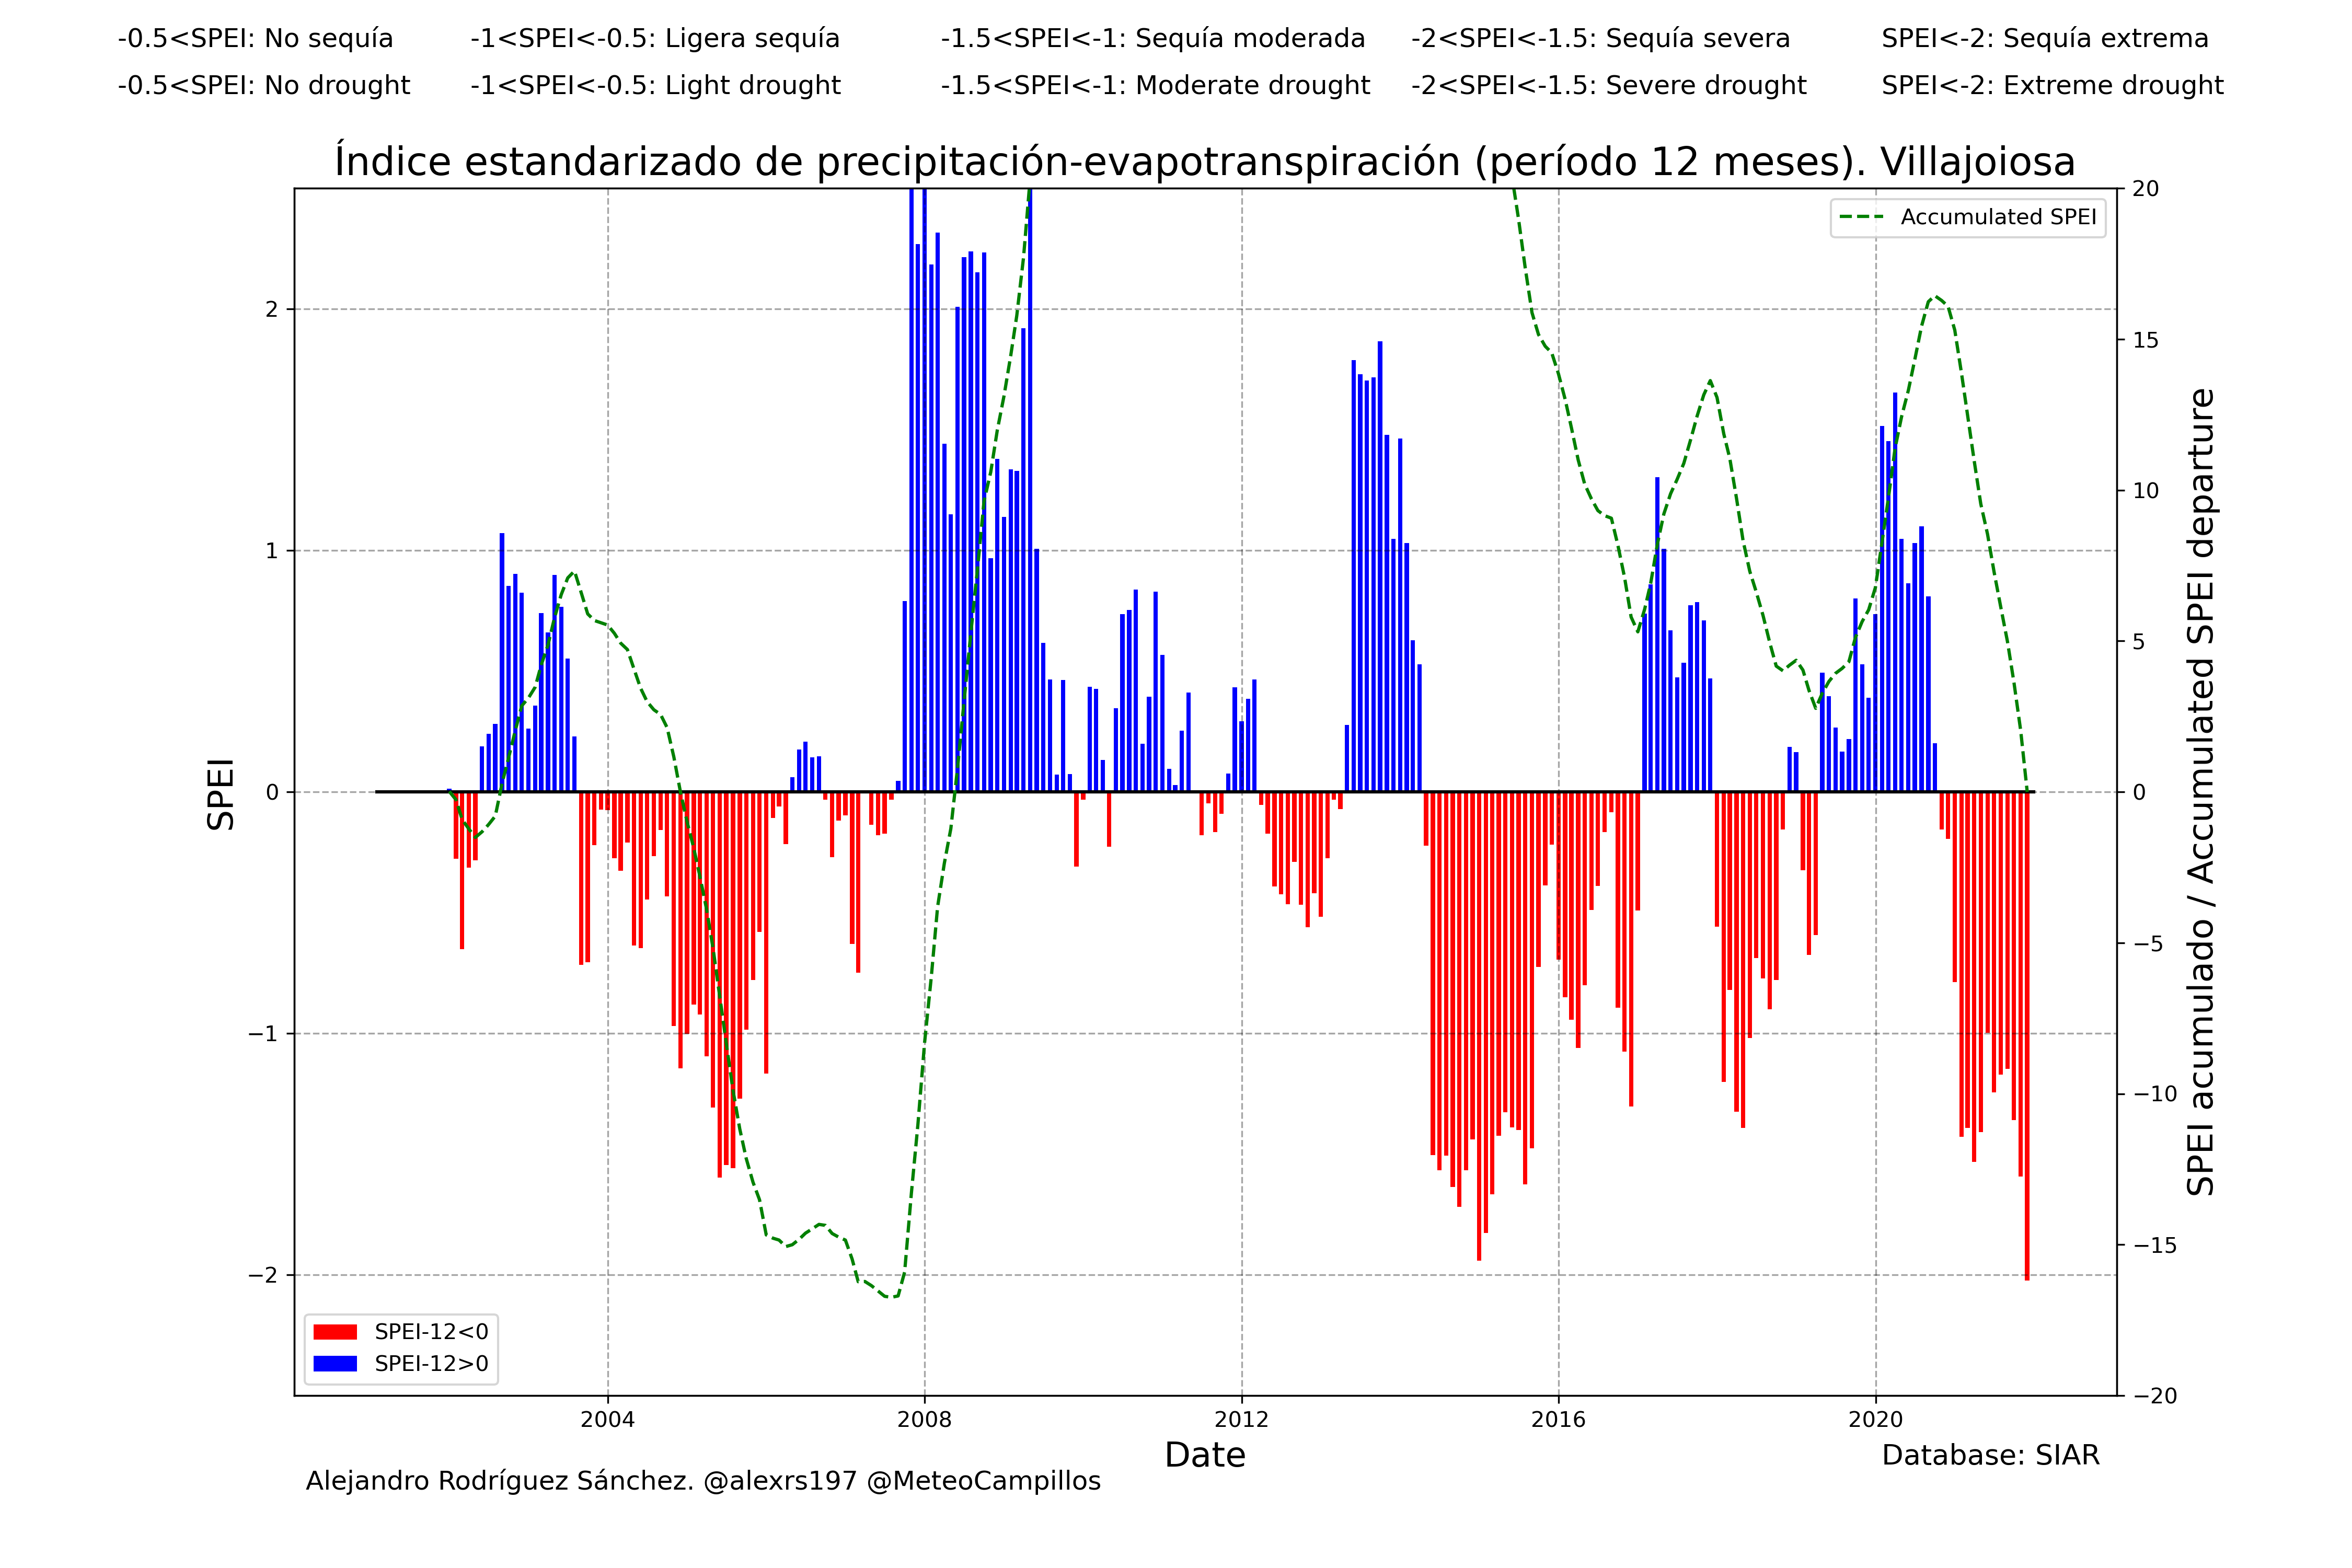 -0.5<SPEI: No sequía -1<SPEI<-0.5: Ligera sequía -1.5<SPEI<-1: Sequía moderada -2<SPEI<-1.5: Sequía severa SPEI<-2: Sequía extrema
-0.5<SPEI: No drought -1<SPEI<-0.5: Light drought -1.5<SPEI<-1: Moderate drought -2<SPEI<-1.5: Severe drought SPEI<-2: Extreme drought
Índice estandarizado de precipitación-evapotranspiración (período 12 meses). Villajoiosa
Accumulated SPEI
SPEI
2
1
0
−1
−2
20
15
10
5
0
−5
−10
−15
−20
SPEI acumulado / Accumulated SPEI departure
SPEI-12<0
SPEI-12>0
2004 2008 2012 2016 2020
Date
Database: SIAR
Alejandro Rodríguez Sánchez. @alexrs197 @MeteoCampillos